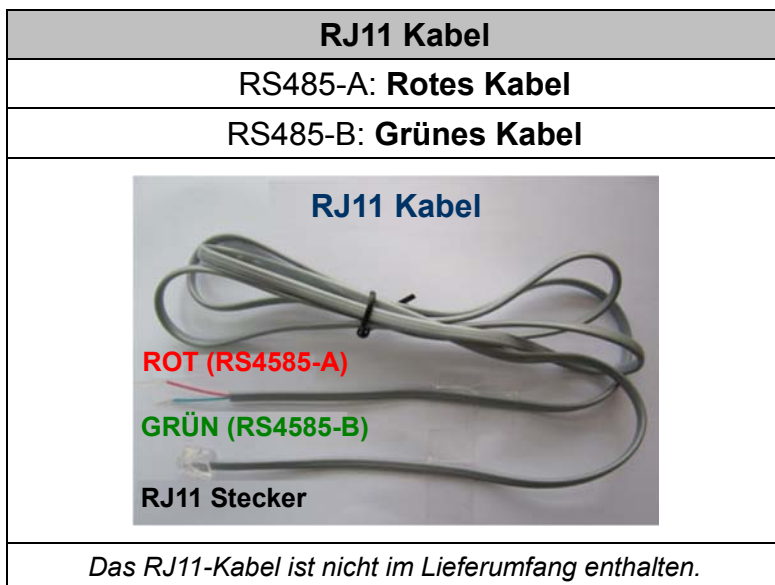 RJ11 Kabel
RS485-A: Rotes Kabel
RS485-B: Grünes Kabel
RJ11 Kabel
ROT (RS4585-A)
GRÜN (RS4585-B)
RJ11 Stecker
Das RJ11-Kabel ist nicht im Lieferumfang enthalten.